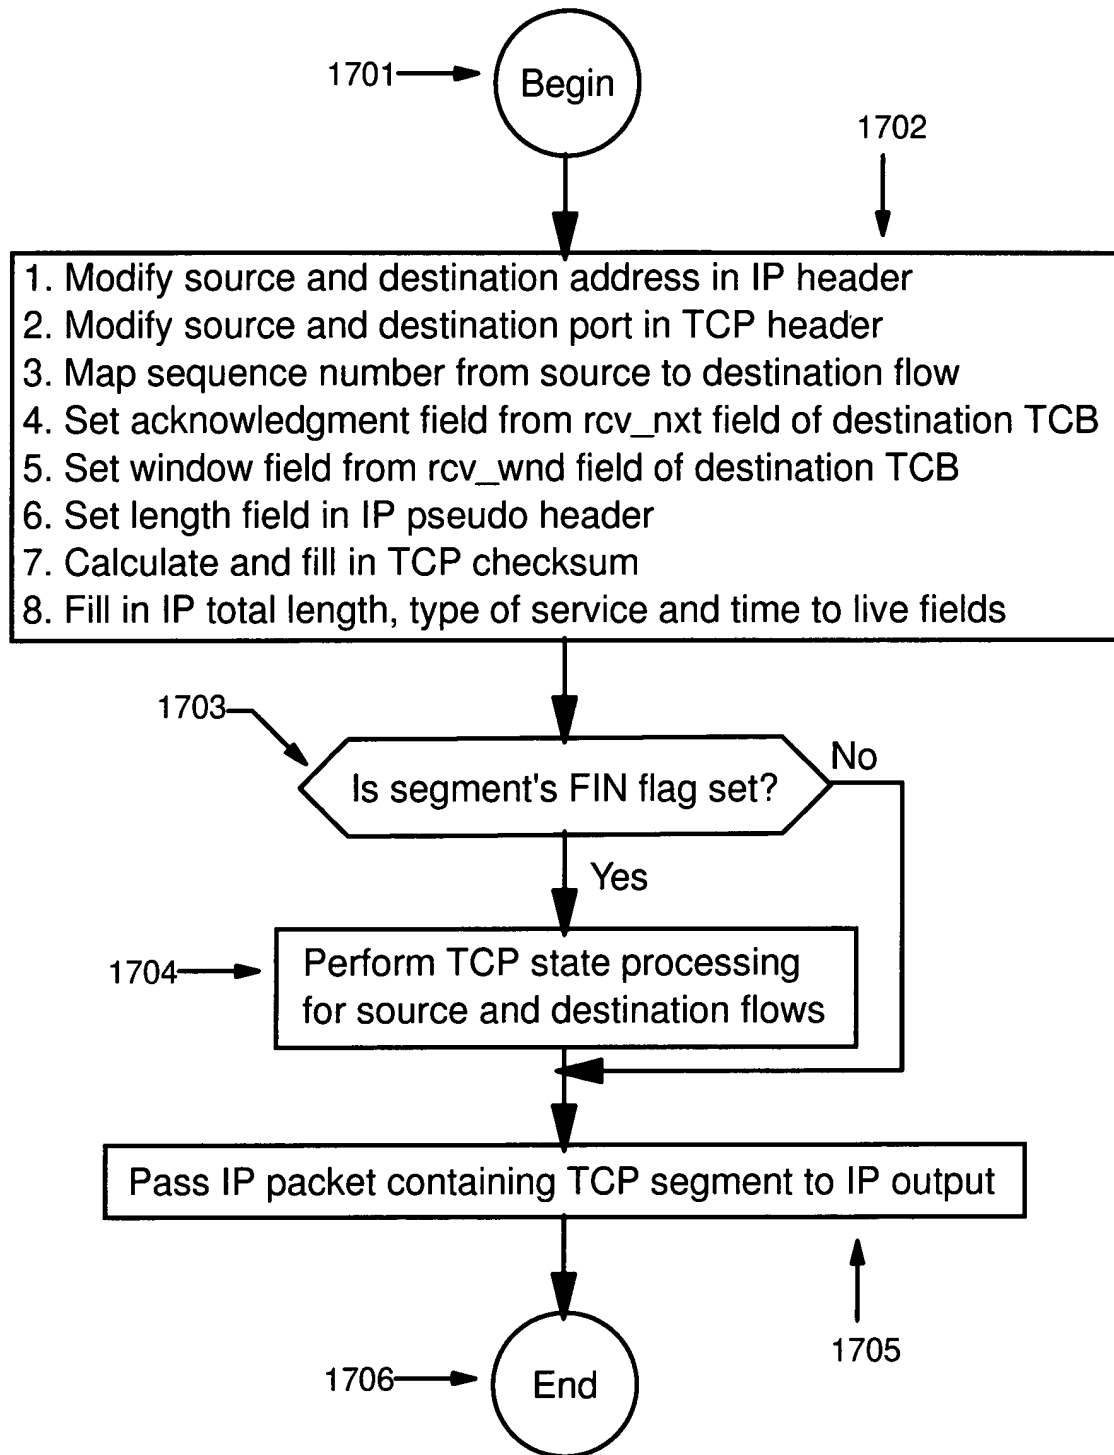 1701
Begin
1702
1. Modify source and destination address in IP header
2. Modify source and destination port in TCP header
3. Map sequence number from source to destination flow
4. Set acknowledgment field from rcv_nxt field of destination TCB
5. Set window field from rcv_wnd field of destination TCB
6. Set length field in IP pseudo header
7. Calculate and fill in TCP checksum
8. Fill in IP total length, type of service and time to live fields
1703
Is segment's FIN flag set?
No
Yes
1704
Perform TCP state processing
for source and destination flows
Pass IP packet containing TCP segment to IP output
1705
1706
End